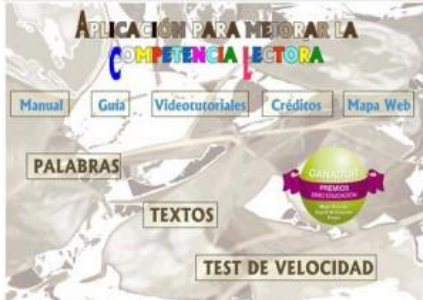 APLICACIÓN PARA MEJORAR LA
COMPETENCIA LECTORA
Manual Guía Videotutoriales Créditos Mapa Web
PALABRAS
GANADOR
PREMIOS
TEXTOS
TEST DE VELOCIDAD